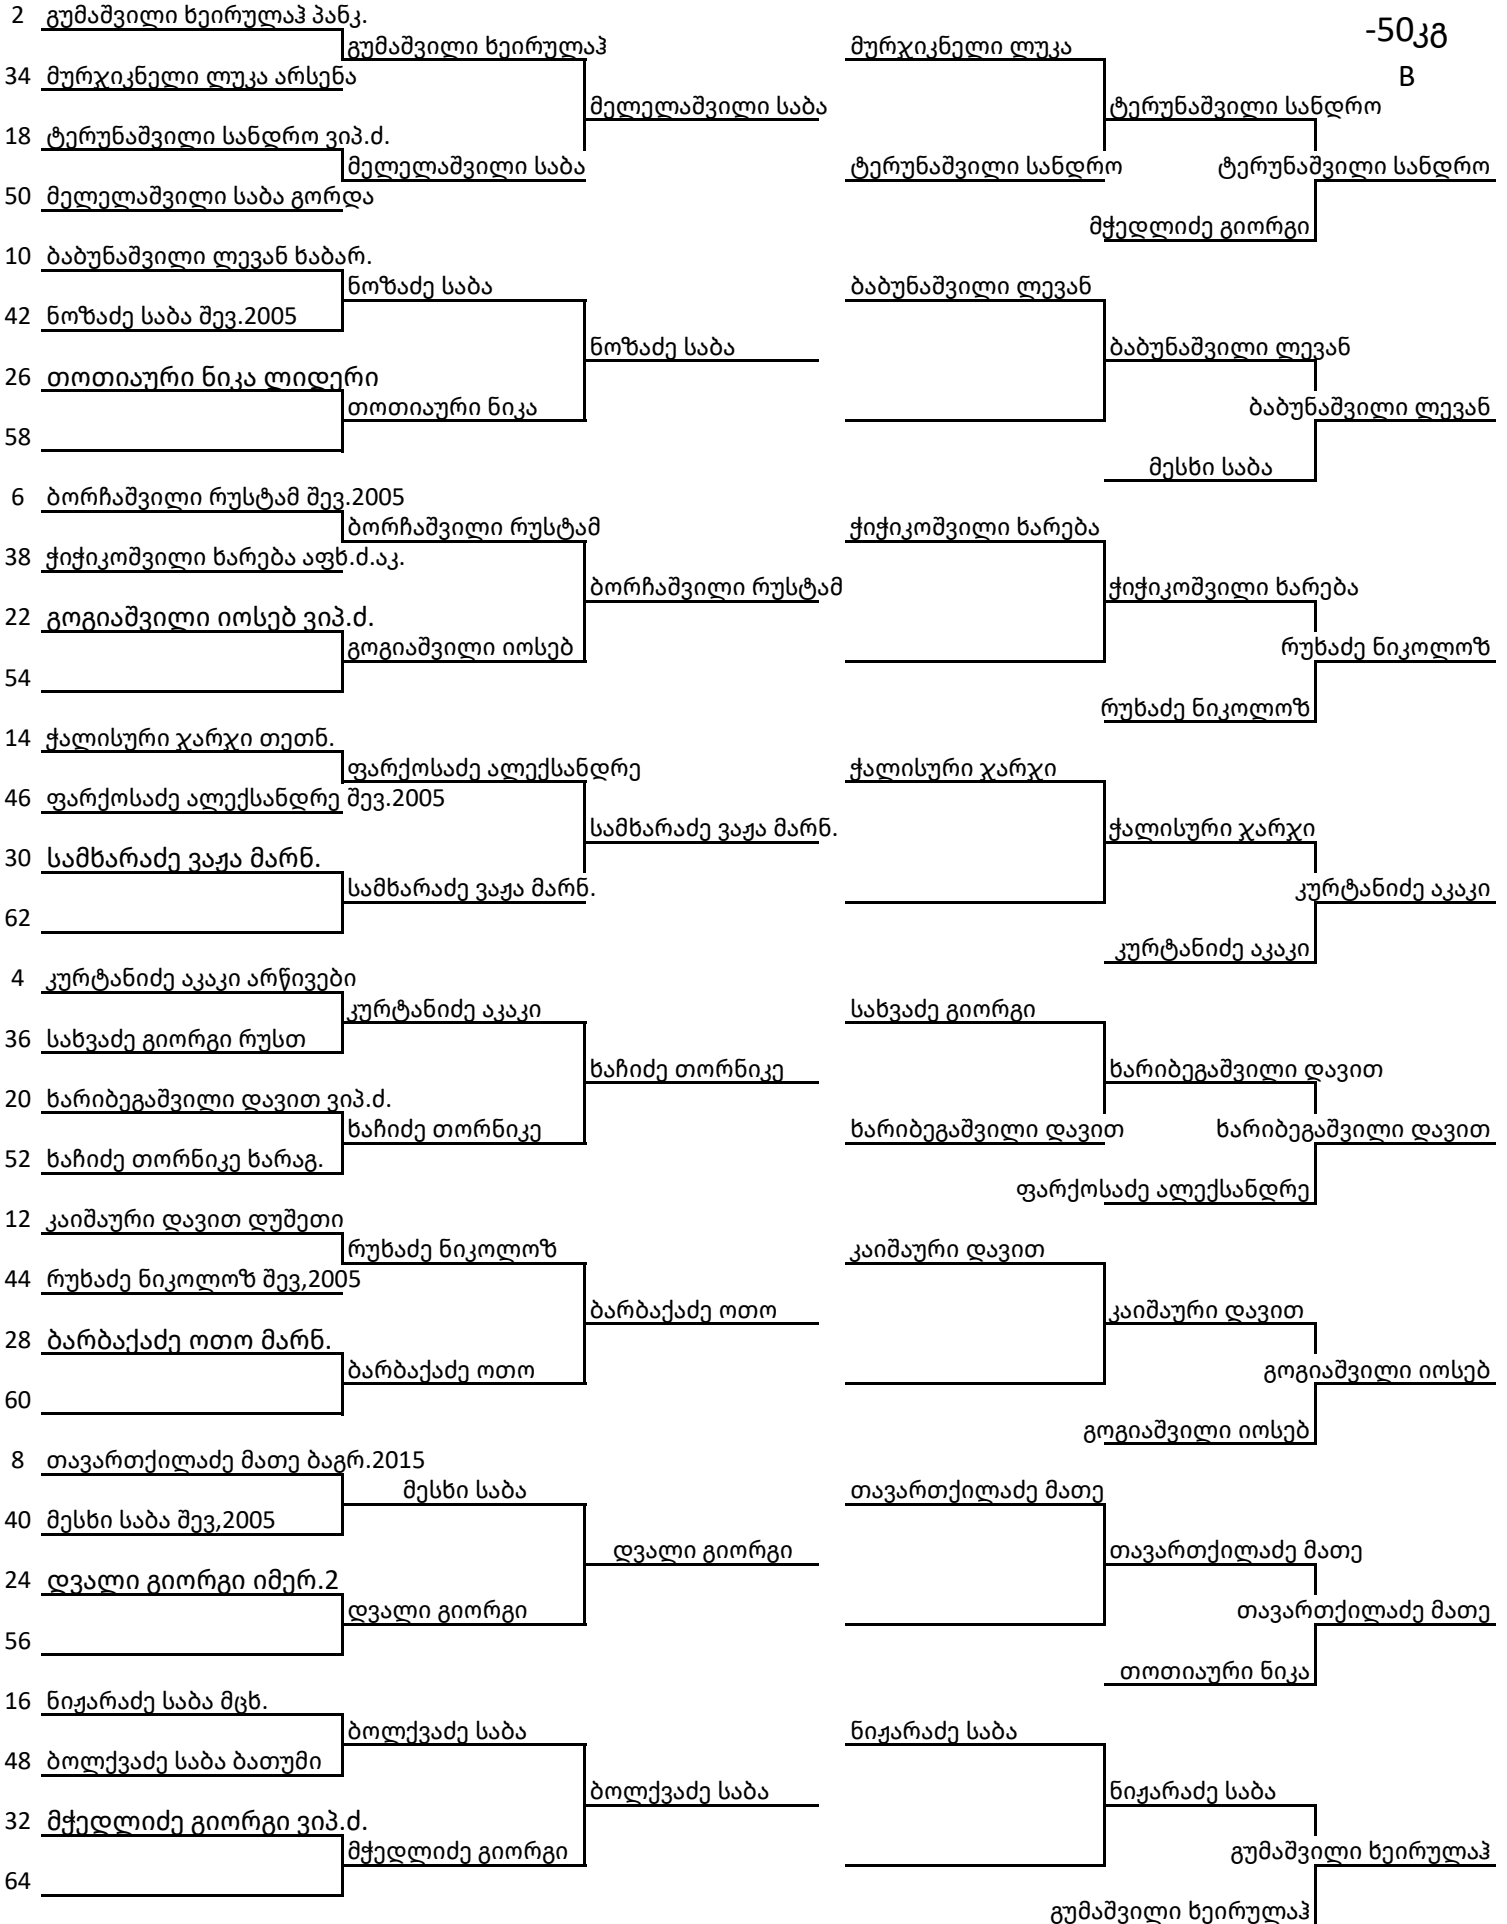 2 გუმაშვილი ხეირულაჰ პანკ.
გუმაშვილი ხეირულაჰ
მურჯიკნელი ლუკა
-50კგ
34 მურჯიკნელი ლუკა არსენა
B
მელელაშვილი საბა
ტერუნაშვილი სანდრო
18 ტერუნაშვილი სანდრო ვიპ.დ.
მელელაშვილი საბა
ტერუნაშვილი სანდრო
ტერუნაშვილი სანდრო
50 მელელაშვილი საბა გორდა
მჭედლიძე გიორგი
10 ბაბუნაშვილი ლევან ხაბარ.
ნოზაძე საბა
ბაბუნაშვილი ლევან
42 ნოზაძე საბა შევ.2005
ნოზაძე საბა
ბაბუნაშვილი ლევან
26 თოთიაური ნიკა ლიდერი
თოთიაური ნიკა
ბაბუნაშვილი ლევან
58
მესხი საბა
6 ბორჩაშვილი რუსტამ შევ.2005
ბორჩაშვილი რუსტამ
ჭიჭიკოშვილი ხარება
38 ჭიჭიკოშვილი ხარება აფხ.ძ.აკ.
ბორჩაშვილი რუსტამ
ჭიჭიკოშვილი ხარება
22 გოგიაშვილი იოსებ ვიპ.ძ.
გოგიაშვილი იოსებ
რუხაძე ნიკოლოზ
54
რუხაძე ნიკოლოზ
14 ჭალისური ჯარჯი თეთნ.
ფარქოსაძე ალექსანდრე
ჭალისური ჯარჯი
46 ფარქოსაძე ალექსანდრე შევ.2005
სამხარაძე ვაჟა მარნ.
ჭალისური ჯარჯი
30 სამხარაძე ვაჟა მარნ.
სამხარაძე ვაჟა მარნ.
კურტანიძე აკაკი
62
კურტანიძე აკაკი
4 კურტანიძე აკაკი არწივები
კურტანიძე აკაკი
სახვაძე გიორგი
36 სახვაძე გიორგი რუსთ
ხაჩიძე თორნიკე
ხარიბეგაშვილი დავით
20 ხარიბეგაშვილი დავით ვიპ.დ.
ხაჩიძე თორნიკე
ხარიბეგაშვილი დავით
ხარიბეგაშვილი დავით
52 ხაჩიძე თორნიკე ხარაგ.
ფარქოსაძე ალექსანდრე
12 კაიშაური დავით დუშეთი
რუხაძე ნიკოლოზ
კაიშაური დავით
44 რუხაძე ნიკოლოზ შევ,2005
ბარბაქაძე ოთო
კაიშაური დავით
28 ბარბაქაძე ოთო მარნ.
ბარბაქაძე ოთო
გოგიაშვილი იოსებ
60
გოგიაშვილი იოსებ
8 თავართქილაძე მათე ბაგრ.2015
მესხი საბა
თავართქილაძე მათე
40 მესხი საბა შევ,2005
დვალი გიორგი
თავართქილაძე მათე
24 დვალი გიორგი იმერ.2
დვალი გიორგი
თავართქილაძე მათე
56
თოთიაური ნიკა
16 ნიჟარაძე საბა მცხ.
ბოლქვაძე საბა
ნიჟარაძე საბა
48 ბოლქვაძე საბა ბათუმი
ბოლქვაძე საბა
ნიჟარაძე საბა
32 მჭედლიძე გიორგი ვიპ.დ.
მჭედლიძე გიორგი
გუმაშვილი ხეირულაჰ
64
გუმაშვილი ხეირულაჰ